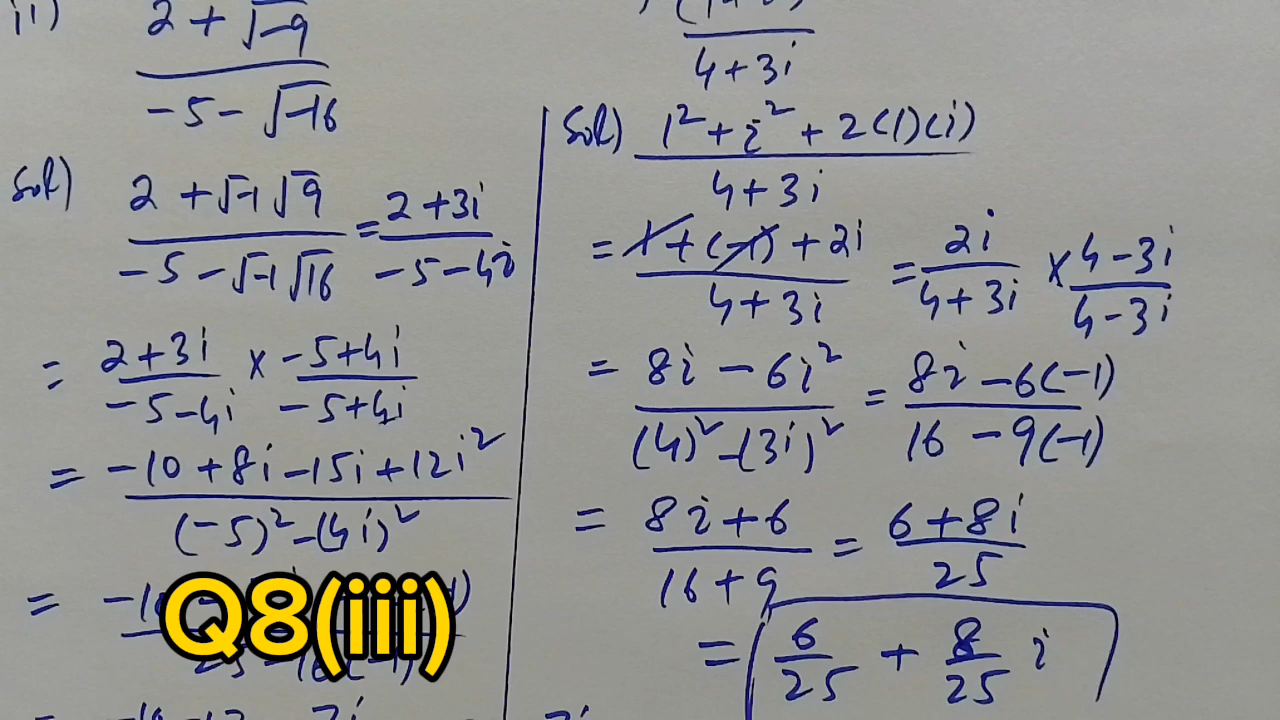 ii) 2 + √-9
-5 - √-16
Sol) 2 + √-1 √9 = 2 + 3i
-5 - √-1 √16 -5 - 4i
= 2 + 3i × -5 + 4i
-5 - 4i -5 + 4i
= -10 + 8i - 15i + 12i²
(-5)² - (4i)²
=
Q8(iii)
4 + 3i
Sol) 1² + i² + 2(1)(i)
4 + 3i
= 1 + (-1) + 2i = 2i × 4 - 3i
4 + 3i 4 + 3i 4 - 3i
= 8i - 6i² = 8i - 6(-1)
(4)² - (3i)² 16 - 9(-1)
= 8i + 6 = 6 + 8i
16 + 9 25
= 6 + 8 i
25 25